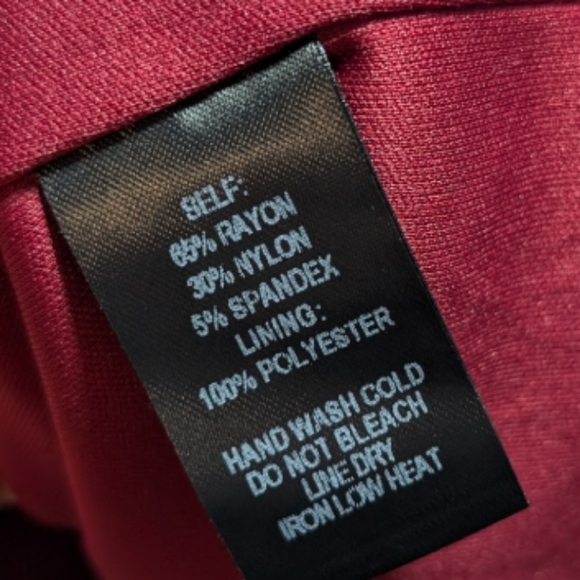 SELF:
65% RAYON
30% NYLON
5% SPANDEX
LINING:
100% POLYESTER
HAND WASH COLD
DO NOT BLEACH
LINE DRY
IRON LOW HEAT